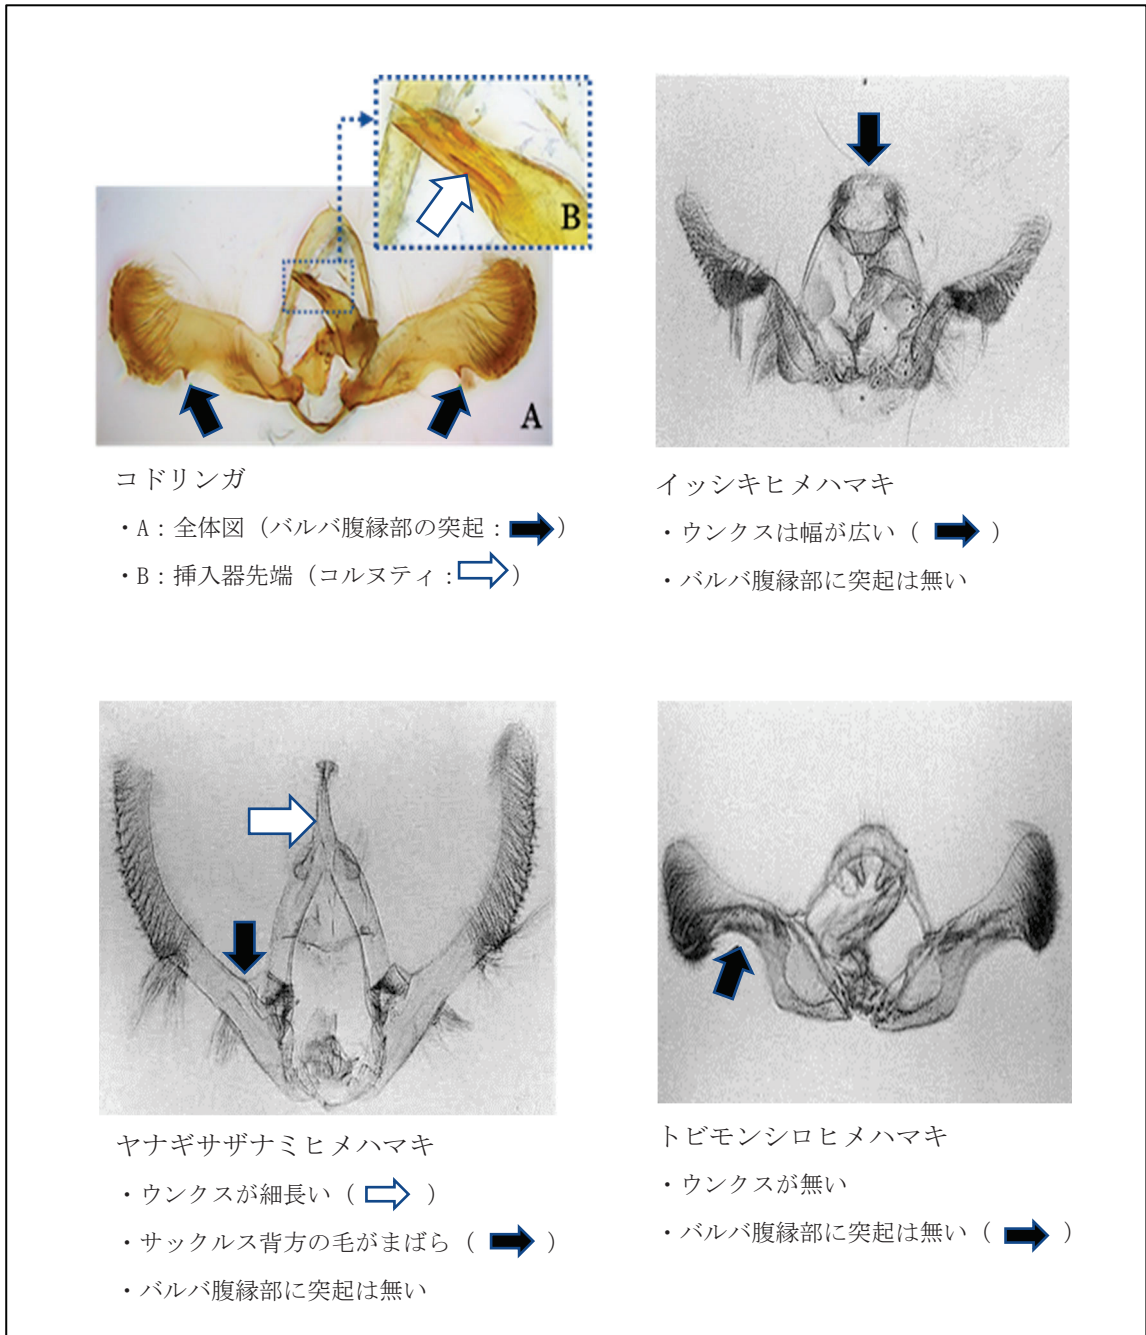 B
A
コドリンガ
・A：全体図（バルバ腹縁部の突起：）
・B：挿入器先端（コルヌティ：）
イッシキヒメハマキ
・ウンクスは幅が広い（ ）
・バルバ腹縁部に突起は無い
ヤナギサザナミヒメハマキ
・ウンクスが細長い（ ）
・サックルス背方の毛がまばら（ ）
・バルバ腹縁部に突起は無い
トビモンシロヒメハマキ
・ウンクスが無い
・バルバ腹縁部に突起は無い（ ）